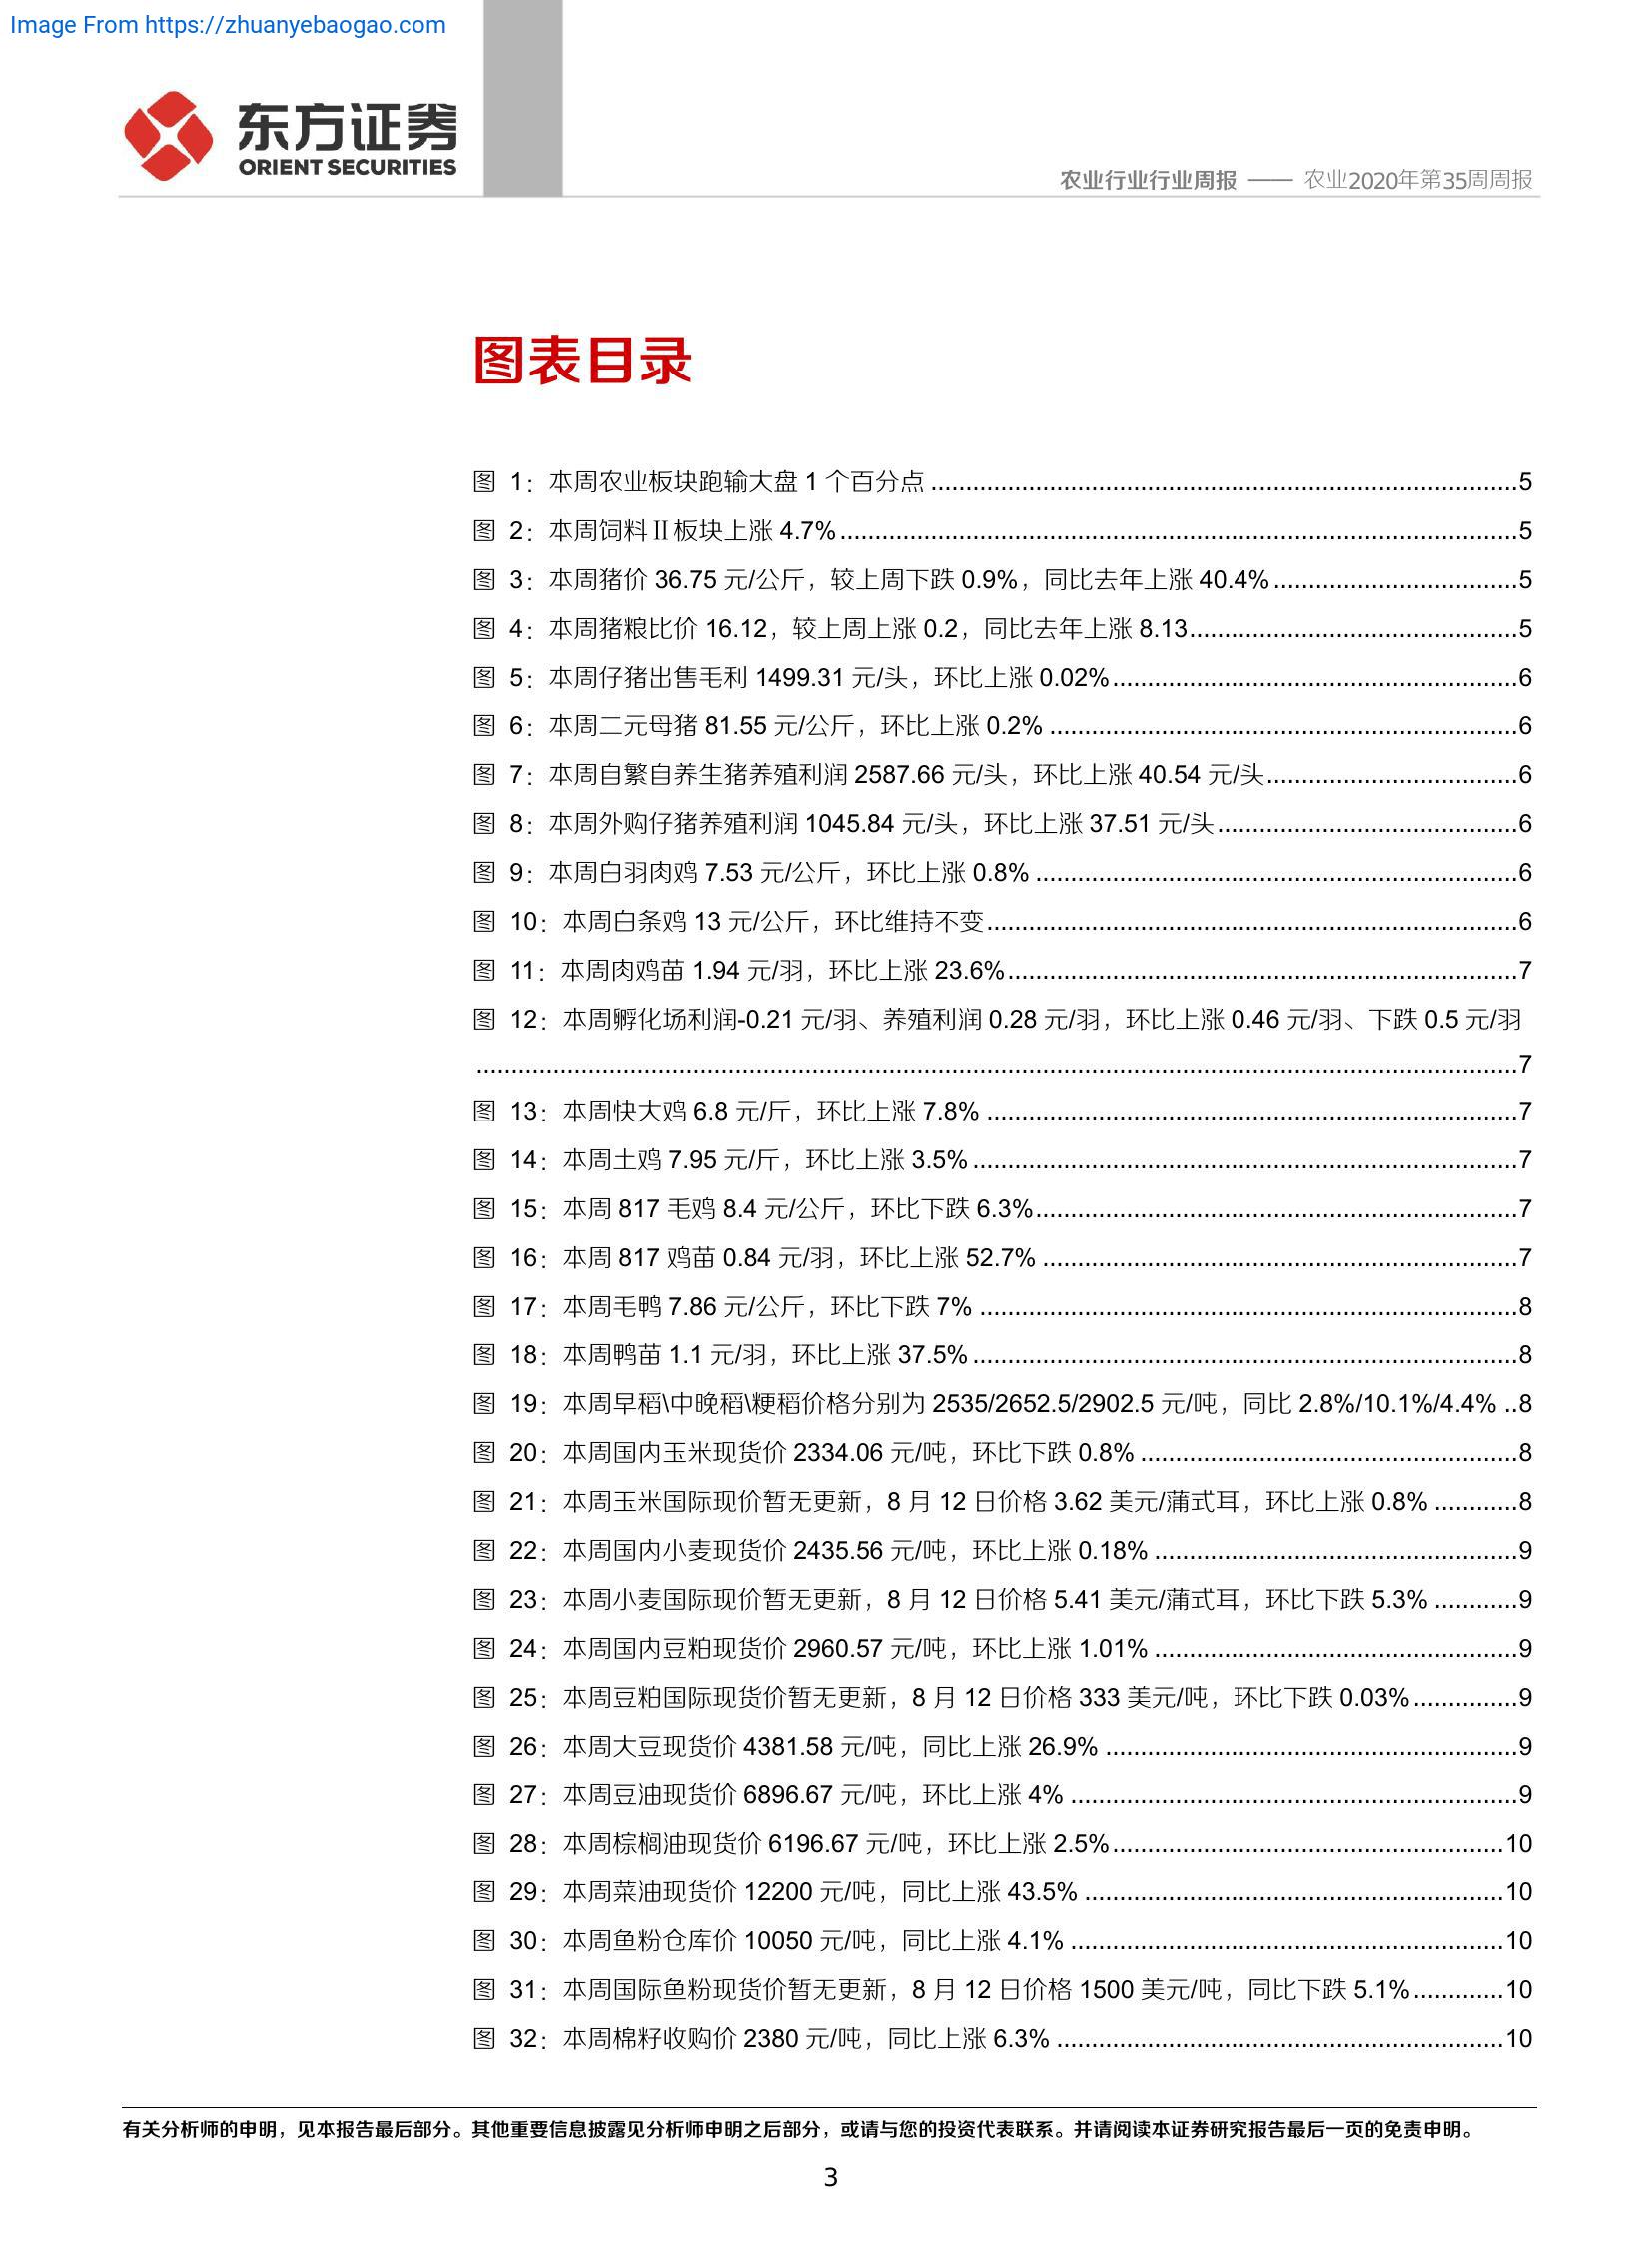 Image From https://zhuanyebaogao.com
东方证券
ORIENT SECURITIES
农业行业行业周报 —— 农业2020年第35周周报
图表目录
图 1：本周农业板块跑输大盘 1 个百分点 ....................5
图 2：本周饲料Ⅱ板块上涨 4.7% ....................5
图 3：本周猪价 36.75 元/公斤，较上周下跌 0.9%，同比去年上涨 40.4% ....................5
图 4：本周猪粮比价 16.12，较上周上涨 0.2，同比去年上涨 8.13 ....................5
图 5：本周仔猪出售毛利 1499.31 元/头，环比上涨 0.02% ....................6
图 6：本周二元母猪 81.55 元/公斤，环比上涨 0.2% ....................6
图 7：本周自繁自养生猪养殖利润 2587.66 元/头，环比上涨 40.54 元/头 ....................6
图 8：本周外购仔猪养殖利润 1045.84 元/头，环比上涨 37.51 元/头 ....................6
图 9：本周白羽肉鸡 7.53 元/公斤，环比上涨 0.8% ....................6
图 10：本周白条鸡 13 元/公斤，环比维持不变 ....................6
图 11：本周肉鸡苗 1.94 元/羽，环比上涨 23.6% ....................7
图 12：本周孵化场利润-0.21 元/羽、养殖利润 0.28 元/羽，环比上涨 0.46 元/羽、下跌 0.5 元/羽
....................7
图 13：本周快大鸡 6.8 元/斤，环比上涨 7.8% ....................7
图 14：本周土鸡 7.95 元/斤，环比上涨 3.5% ....................7
图 15：本周 817 毛鸡 8.4 元/公斤，环比下跌 6.3% ....................7
图 16：本周 817 鸡苗 0.84 元/羽，环比上涨 52.7% ....................7
图 17：本周毛鸭 7.86 元/公斤，环比下跌 7% ....................8
图 18：本周鸭苗 1.1 元/羽，环比上涨 37.5% ....................8
图 19：本周早稻\中晚稻\粳稻价格分别为 2535/2652.5/2902.5 元/吨，同比 2.8%/10.1%/4.4% ..8
图 20：本周国内玉米现货价 2334.06 元/吨，环比下跌 0.8% ....................8
图 21：本周玉米国际现价暂无更新，8 月 12 日价格 3.62 美元/蒲式耳，环比上涨 0.8% ............8
图 22：本周国内小麦现货价 2435.56 元/吨，环比上涨 0.18% ....................9
图 23：本周小麦国际现价暂无更新，8 月 12 日价格 5.41 美元/蒲式耳，环比下跌 5.3% ............9
图 24：本周国内豆粕现货价 2960.57 元/吨，环比上涨 1.01% ....................9
图 25：本周豆粕国际现货价暂无更新，8 月 12 日价格 333 美元/吨，环比下跌 0.03% ...............9
图 26：本周大豆现货价 4381.58 元/吨，同比上涨 26.9% ....................9
图 27：本周豆油现货价 6896.67 元/吨，环比上涨 4% ....................9
图 28：本周棕榈油现货价 6196.67 元/吨，环比上涨 2.5% ....................10
图 29：本周菜油现货价 12200 元/吨，同比上涨 43.5% ....................10
图 30：本周鱼粉仓库价 10050 元/吨，同比上涨 4.1% ....................10
图 31：本周国际鱼粉现货价暂无更新，8 月 12 日价格 1500 美元/吨，同比下跌 5.1% .............10
图 32：本周棉籽收购价 2380 元/吨，同比上涨 6.3% ....................10
有关分析师的申明，见本报告最后部分。其他重要信息披露见分析师申明之后部分，或请与您的投资代表联系。并请阅读本证券研究报告最后一页的免责申明。
3